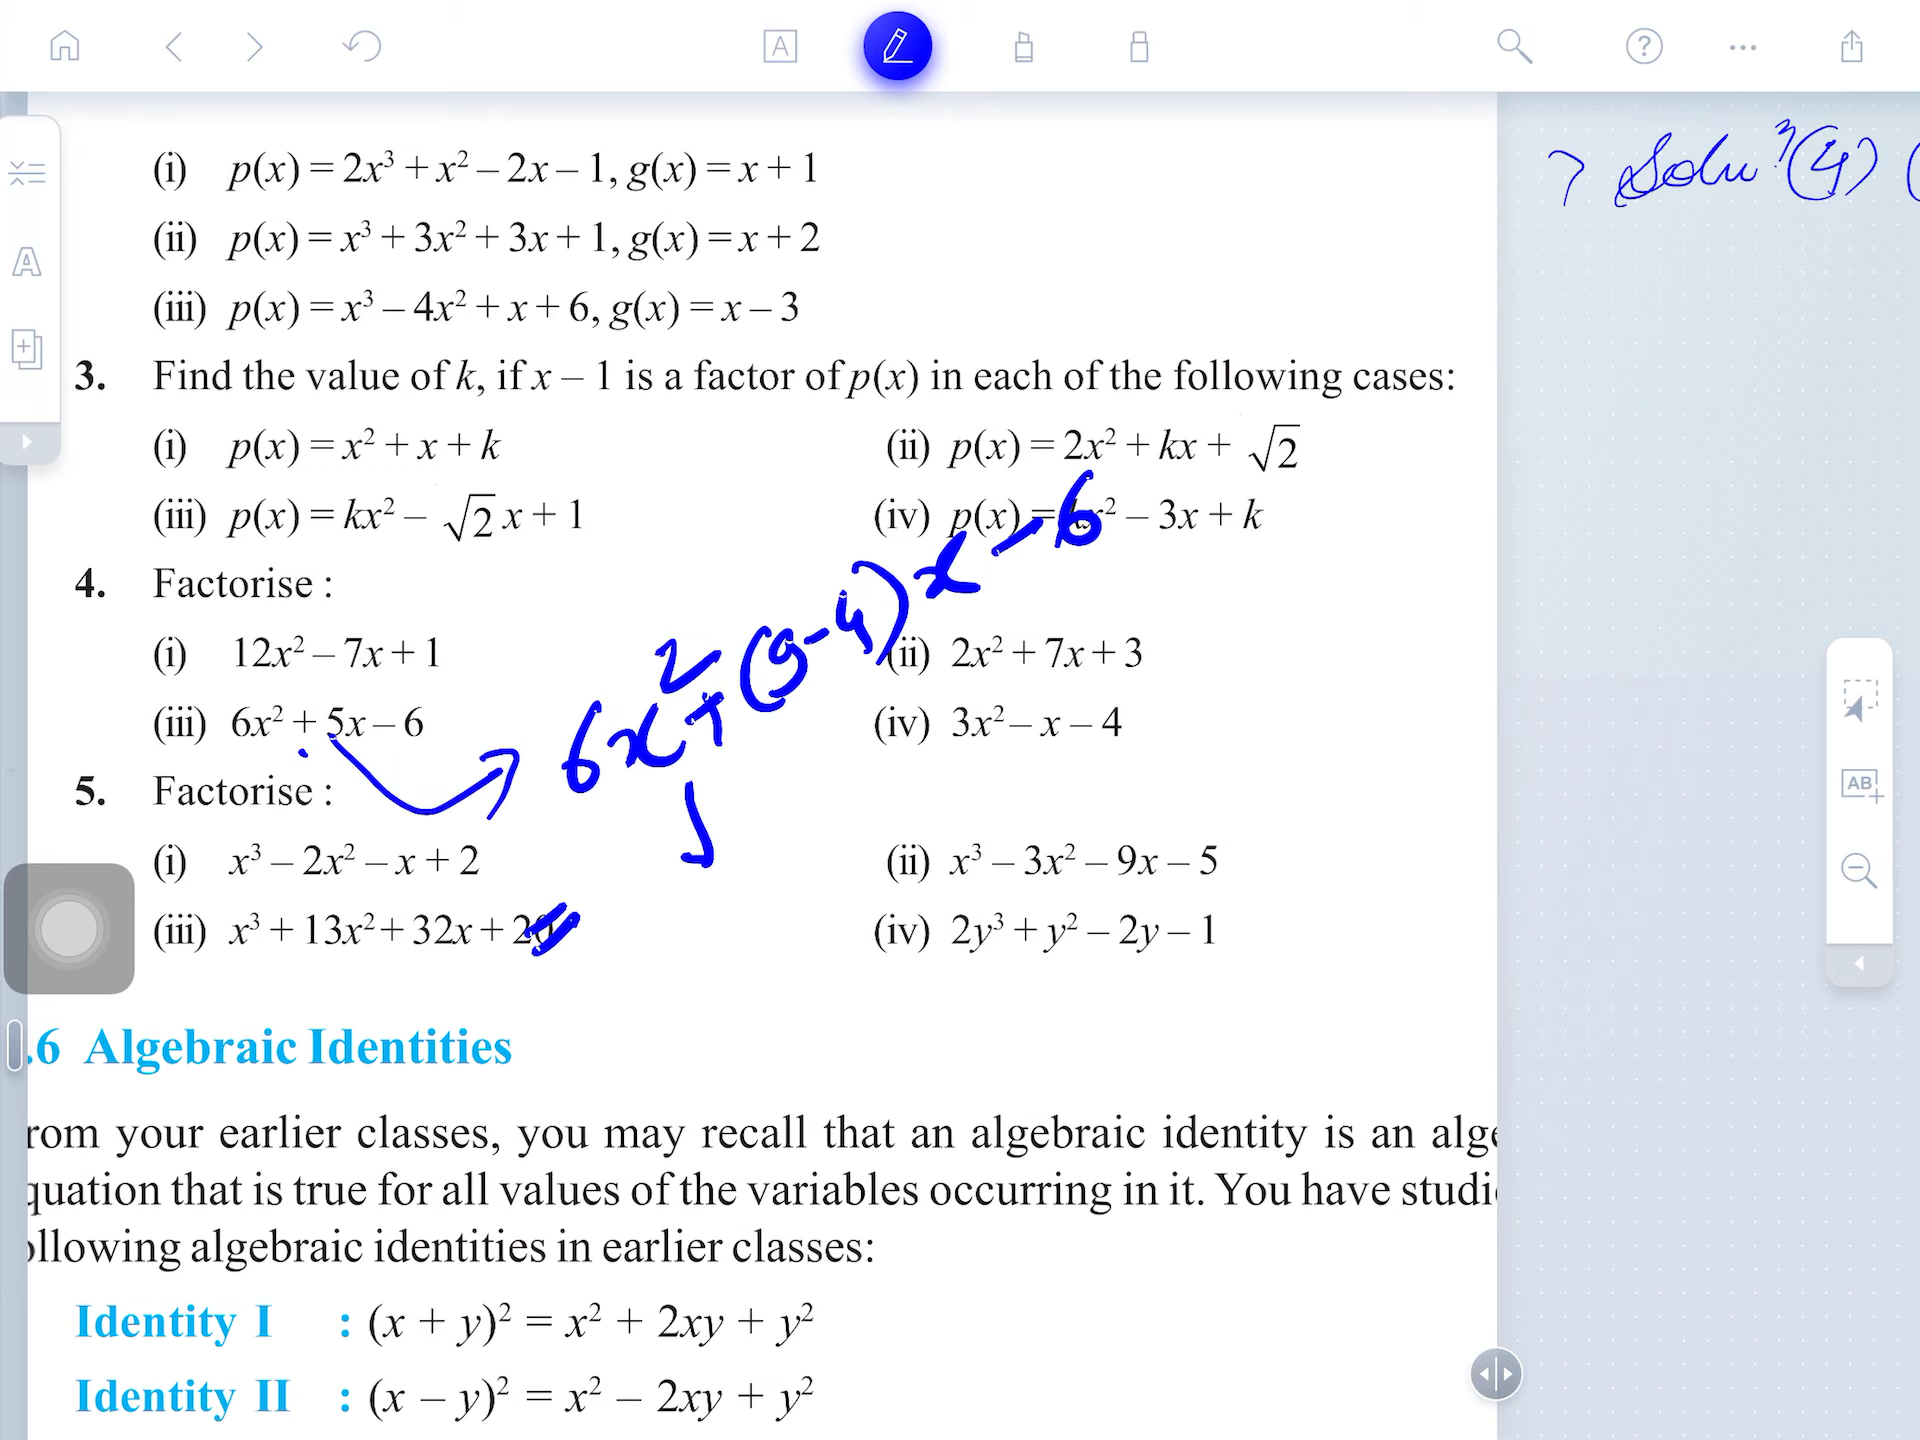 A
> Solu³ (4) (
A
(i) p(x) = 2x³ + x² – 2x – 1, g(x) = x + 1
(ii) p(x) = x³ + 3x² + 3x + 1, g(x) = x + 2
(iii) p(x) = x³ – 4x² + x + 6, g(x) = x – 3
3. Find the value of k, if x – 1 is a factor of p(x) in each of the following cases:
(i) p(x) = x² + x + k (ii) p(x) = 2x² + kx + √2
(iii) p(x) = kx² – √2 x + 1 (iv) p(x) = kx² – 3x + k
4. Factorise :
(i) 12x² – 7x + 1 (ii) 2x² + 7x + 3
(iii) 6x² + 5x – 6 (iv) 3x² – x – 4
6x² + (9-4)x - 6
5. Factorise :
(i) x³ – 2x² – x + 2 (ii) x³ – 3x² – 9x – 5
(iii) x³ + 13x² + 32x + 20 (iv) 2y³ + y² – 2y – 1
AB
.6 Algebraic Identities
rom your earlier classes, you may recall that an algebraic identity is an alge
quation that is true for all values of the variables occurring in it. You have studi
ollowing algebraic identities in earlier classes:
Identity I : (x + y)² = x² + 2xy + y²
Identity II : (x – y)² = x² – 2xy + y²